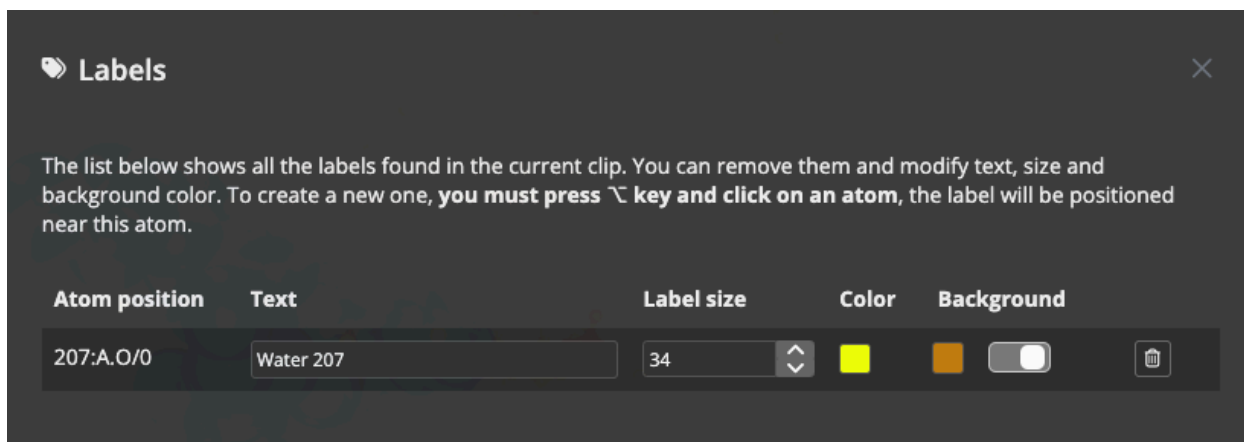 Labels
The list below shows all the labels found in the current clip. You can remove them and modify text, size and
background color. To create a new one, you must press ⌥ key and click on an atom, the label will be positioned
near this atom.
Atom position Text Label size Color Background
207:A.O/0 Water 207 34